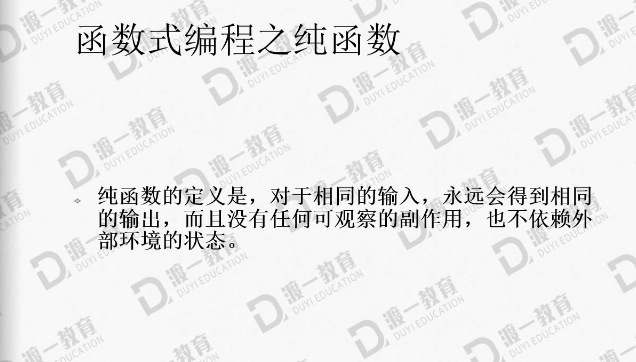 函数式编程之纯函数
纯函数的定义是，对于相同的输入，永远会得到相同
的输出，而且没有任何可观察的副作用，也不依赖外
部环境的状态。
渡一教育
DUYI EDUCATION